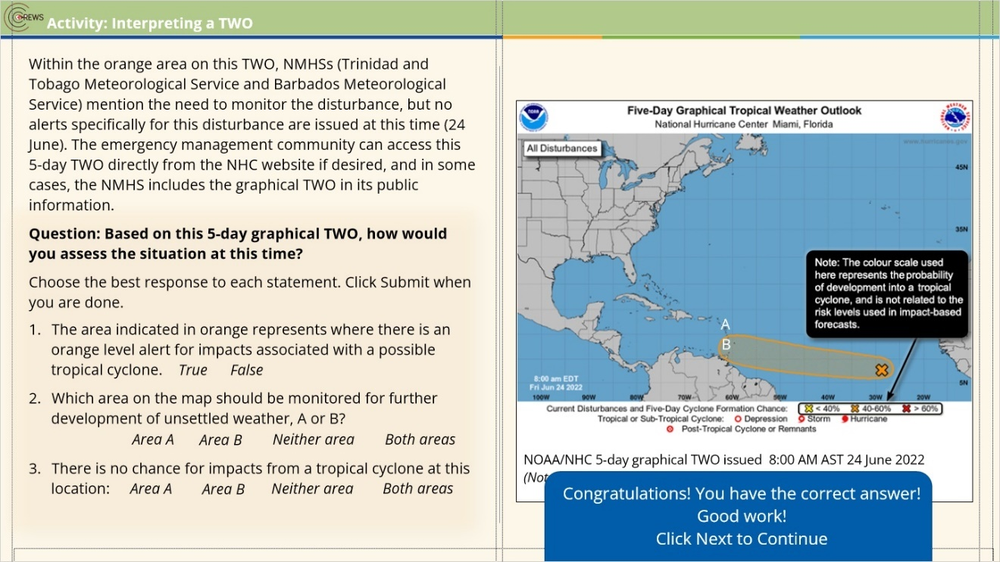 C-REWS
Activity: Interpreting a TWO
Within the orange area on this TWO, NMHSs (Trinidad and
Tobago Meteorological Service and Barbados Meteorological
Service) mention the need to monitor the disturbance, but no
alerts specifically for this disturbance are issued at this time (24
June). The emergency management community can access this
5-day TWO directly from the NHC website if desired, and in some
cases, the NMHS includes the graphical TWO in its public
information.
Question: Based on this 5-day graphical TWO, how would
you assess the situation at this time?
Choose the best response to each statement. Click Submit when
you are done.
1. The area indicated in orange represents where there is an
orange level alert for impacts associated with a possible
tropical cyclone. True False
2. Which area on the map should be monitored for further
development of unsettled weather, A or B?
Area A Area B Neither area Both areas
3. There is no chance for impacts from a tropical cyclone at this
location: Area A Area B Neither area Both areas
NOAA
Five-Day Graphical Tropical Weather Outlook
National Hurricane Center Miami, Florida
All Disturbances
www.hurricanes.gov
45N
35N
Note: The colour scale used
here represents the probability
of development into a tropical
cyclone, and is not related to the
risk levels used in impact-based
forecasts.
A
B
8:00 am EDT
Fri Jun 24 2022
5N
100W 90W 80W 70W 60W 40W 30W 20W
Current Disturbances and Five-Day Cyclone Formation Chance: < 40% 40-60% > 60%
Tropical or Sub-Tropical Cyclone: Depression Storm Hurricane
Post-Tropical Cyclone or Remnants
NOAA/NHC 5-day graphical TWO issued 8:00 AM AST 24 June 2022
(Not
Congratulations! You have the correct answer!
Good work!
Click Next to Continue